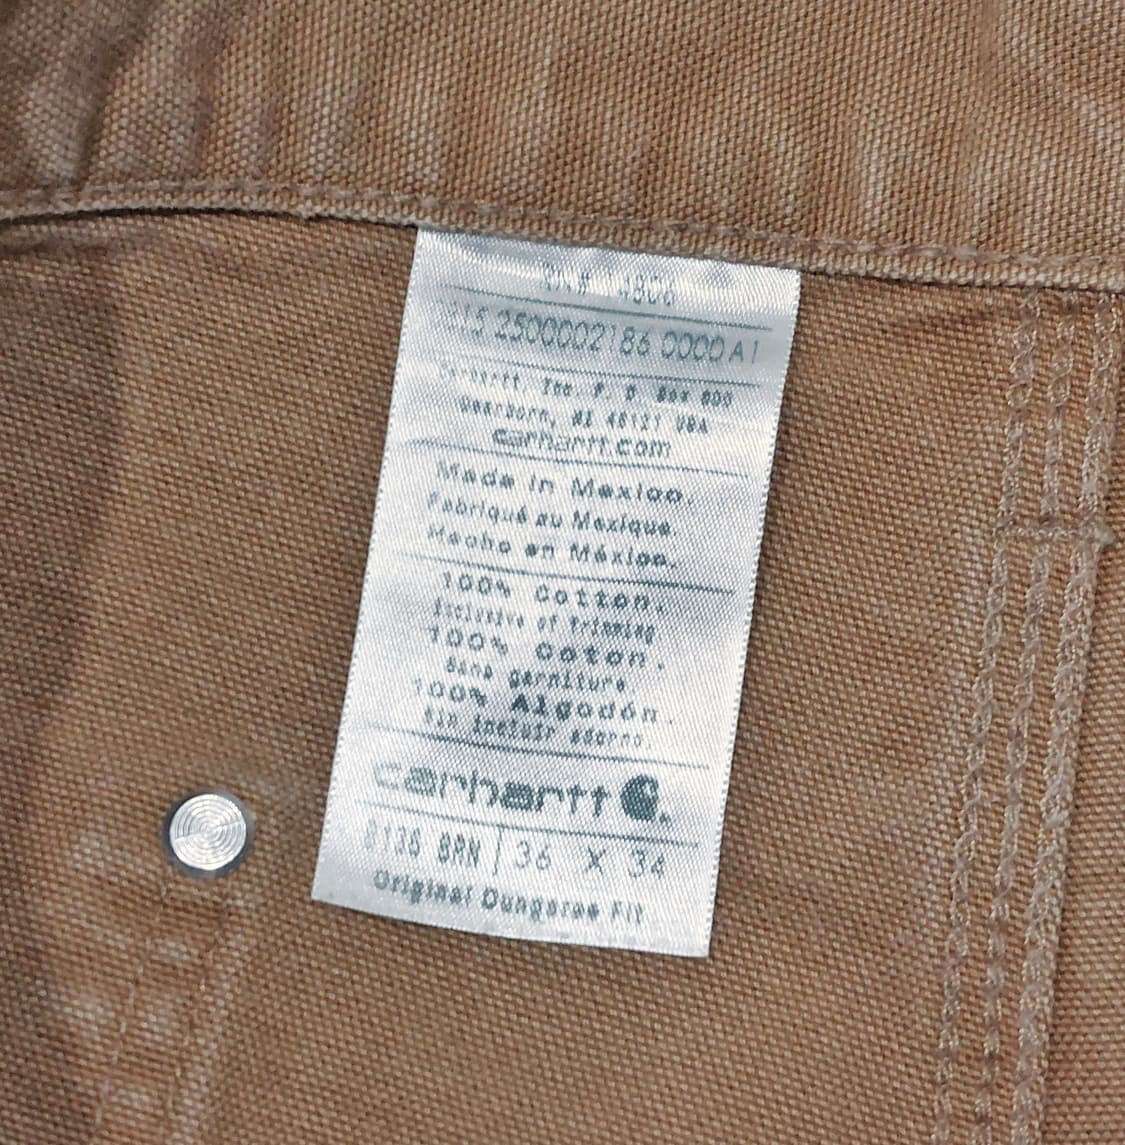 RN# 14806
2500002186 0000 A1
Carhartt, Inc. P. O Box 600
Dearborn, MI 48121 USA
carhartt.com
Made in Mexico.
Fabriqué au Mexique.
Hecho en México.
100% Cotton.
Exclusive of trimming
100% Coton.
Sans garniture.
100% Algodón.
Sin incluir adorno.
carhartt
B136 BRN 36 X 34
Original Dungaree Fit